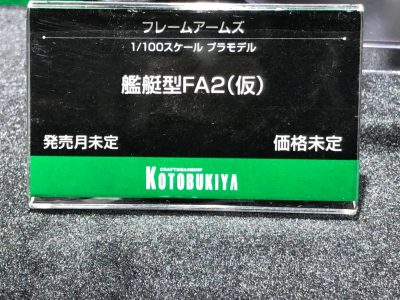 フレームアームズ
1/100スケール プラモデル
艦艇型FA2(仮)
発売月未定
価格未定
CRAFTSMANSHIP
KOTOBUKIYA